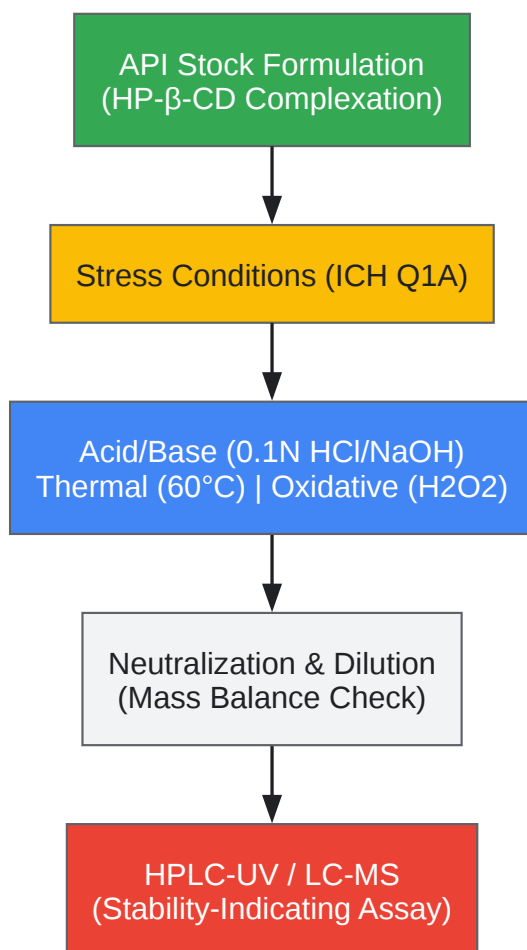 API Stock Formulation
(HP-β-CD Complexation)
Stress Conditions (ICH Q1A)
Acid/Base (0.1N HCl/NaOH)
Thermal (60°C) | Oxidative (H2O2)
Neutralization & Dilution
(Mass Balance Check)
HPLC-UV / LC-MS
(Stability-Indicating Assay)